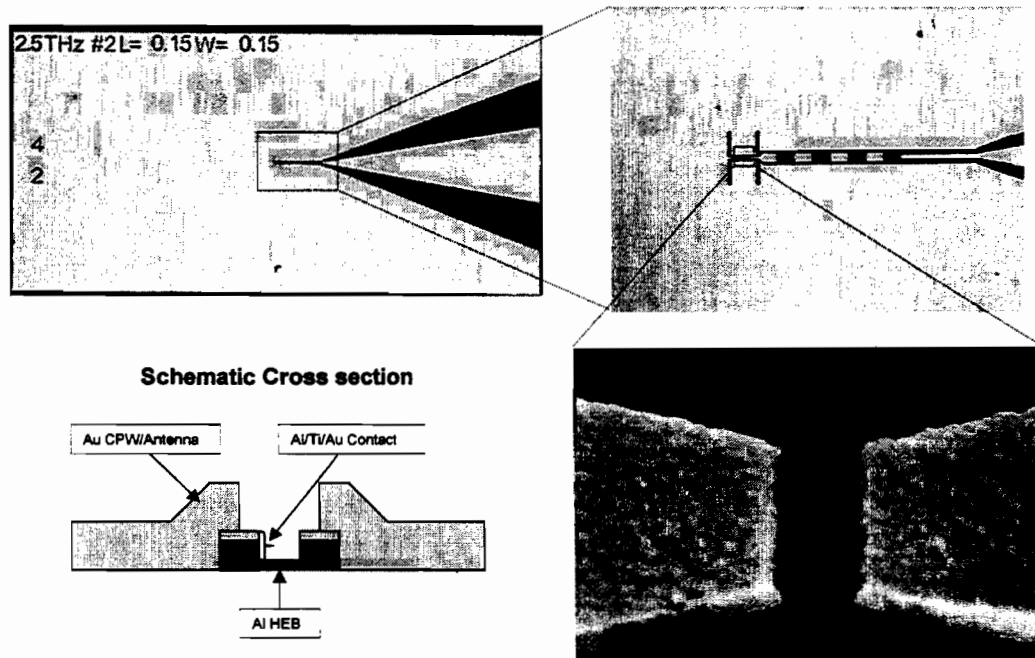 2.5THz #2 L= 0.15 W= 0.15
4
2
Schematic Cross section
Au CPW/Antenna
Al/Ti/Au Contact
Al HEB